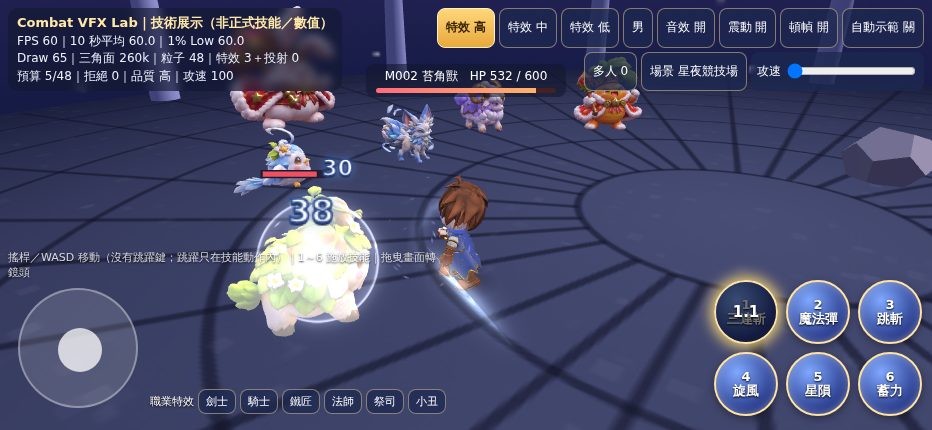 Combat VFX Lab｜技術展示（非正式技能／數值）
FPS 60｜10 秒平均 60.0｜1% Low 60.0
Draw 65｜三角面 260k｜粒子 48｜特效 3＋投射 0
預算 5/48｜拒絕 0｜品質 高｜攻速 100
特效 高
特效 中
特效 低
男
音效 開
震動 開
頓幀 開
自動示範 關
多人 0
場景 星夜競技場
攻速
M002 苔角獸 HP 532 / 600
30
38
搖桿／WASD 移動（沒有跳躍鍵；跳躍只在技能動作內）｜1～6 施放技能｜拖曳畫面轉
鏡頭
1
1.1
三連斬
2
魔法彈
3
跳斬
4
旋風
5
星隕
6
蓄力
職業特效
劍士
騎士
鐵匠
法師
祭司
小丑